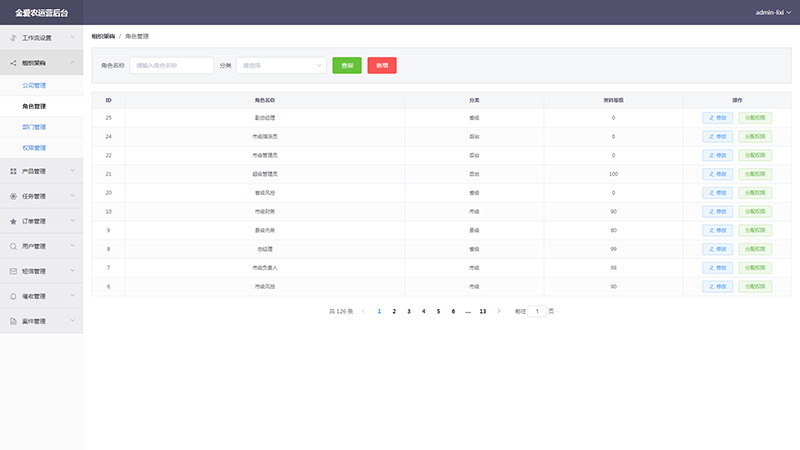 金爱农运营后台
admin-lixi
工作流设置
组织架构
公司管理
角色管理
部门管理
权限管理
产品管理
任务管理
订单管理
用户管理
短信管理
催收管理
案件管理
组织架构 / 角色管理
角色名称 请输入角色名称 分类 请选择 查询 新增
ID 角色名称 分类 资料等级 操作
25 副总经理 省级 0 修改 分配权限
24 市级摄派员 后台 0 修改 分配权限
22 市级管理员 后台 0 修改 分配权限
21 超级管理员 后台 100 修改 分配权限
20 省级风控 省级 0 修改 分配权限
10 市级财务 市级 90 修改 分配权限
9 县级内务 县级 80 修改 分配权限
8 总经理 省级 99 修改 分配权限
7 市级负责人 市级 98 修改 分配权限
6 市级风控 市级 90 修改 分配权限
共 126 条 1 2 3 4 5 6 ... 13 前往 1 页